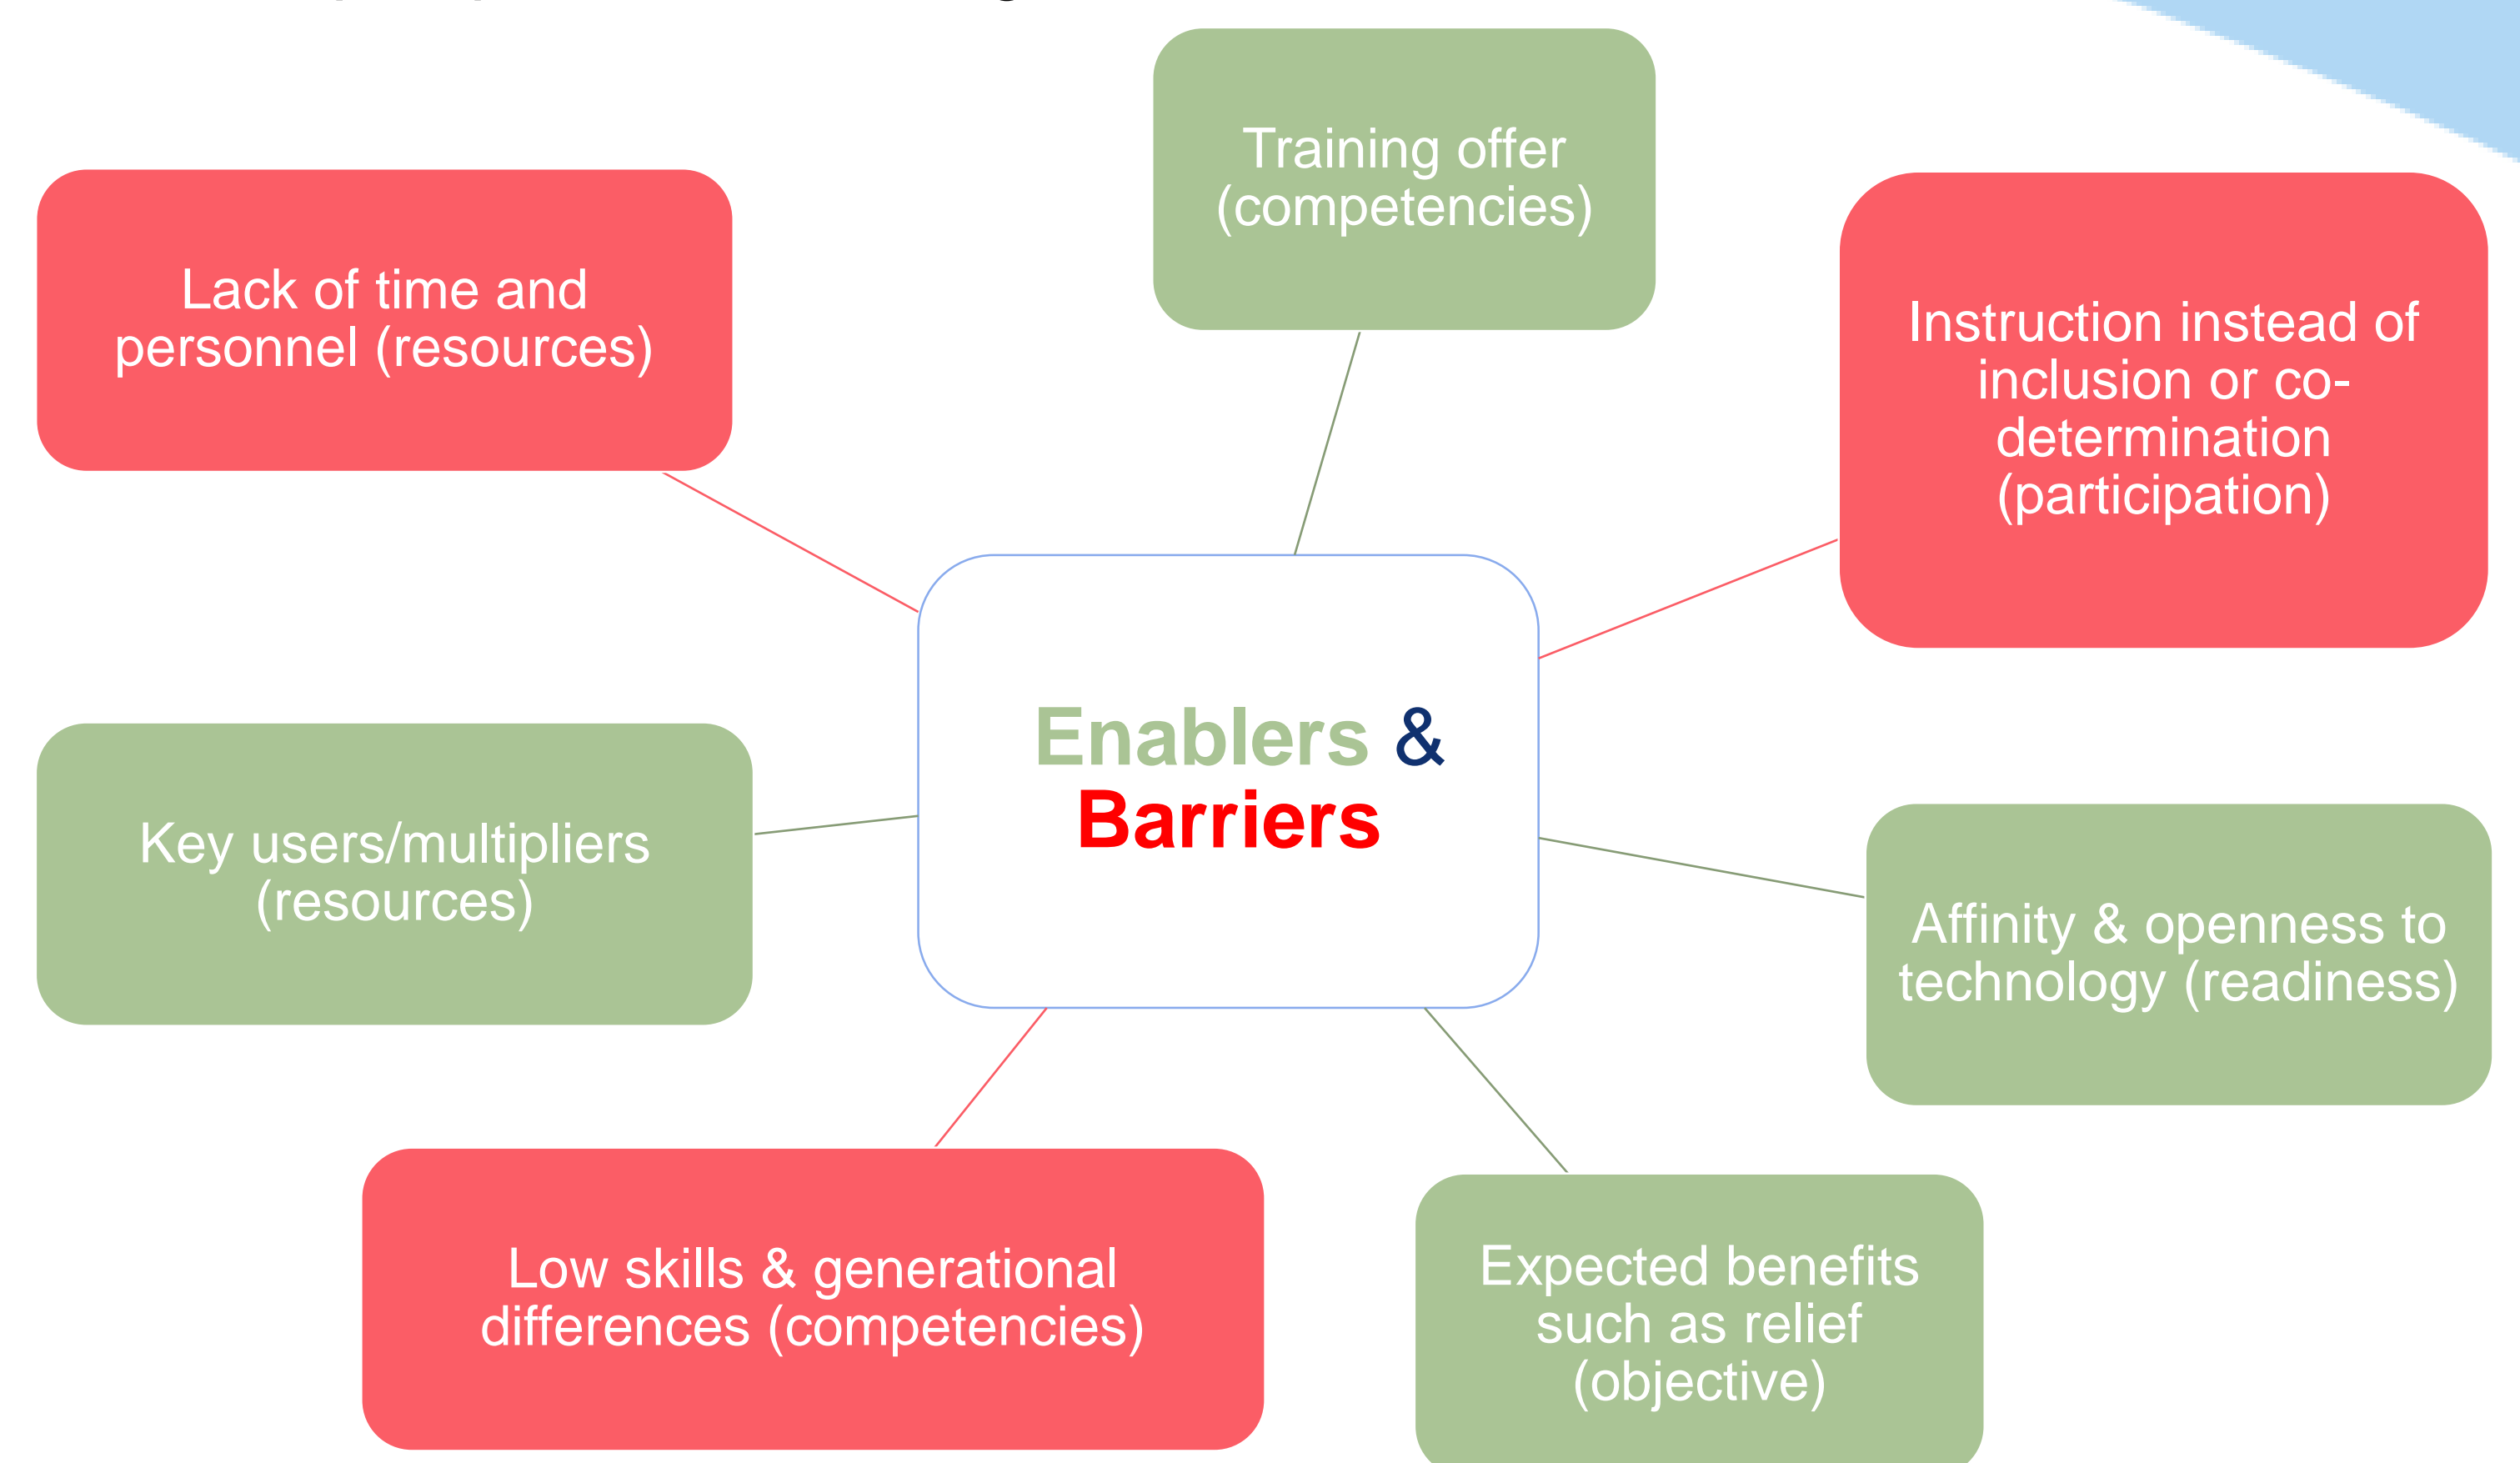 Training offer
(competencies)
Lack of time and
personnel (resources)
Instruction instead of
inclusion or co-
determination
(participation)
Enablers &
Barriers
Key users/multipliers
(resources)
Affinity & openness to
technology (readiness)
Low skills & generational
differences (competencies)
Expected benefits
such as relief
(objective)